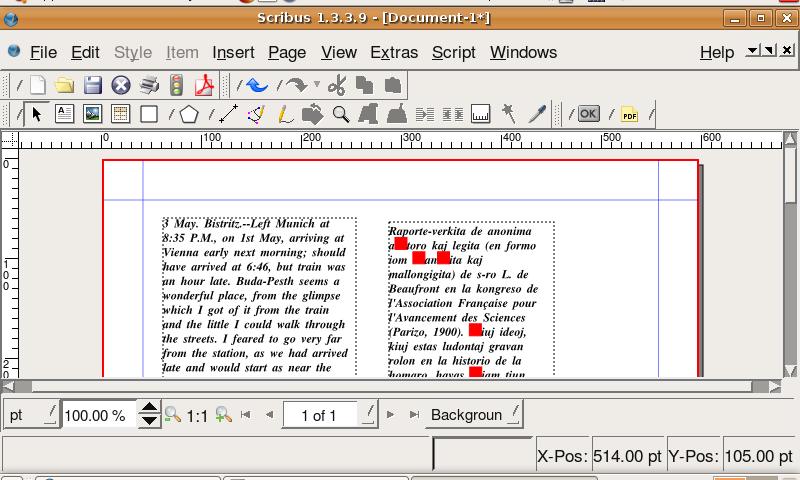 Scribus 1.3.3.9 - [Document-1*]
File Edit Style Item Insert Page View Extras Script Windows Help
OK PDF
0 100 200 300 400 500 600
0
100
3 May. Bistritz.--Left Munich at
8:35 P.M., on 1st May, arriving at
Vienna early next morning; should
have arrived at 6:46, but train was
an hour late. Buda-Pesth seems a
wonderful place, from the glimpse
which I got of it from the train
and the little I could walk through
the streets. I feared to go very far
from the station, as we had arrived
late and would start as near the
Raporte-verkita de anonima
toro kaj legita (en formo
iom ita kaj
mallongigita) de s-ro L. de
Beaufront en la kongreso de
l'Association Française pour
l'Avancement des Sciences
(Parizo, 1900). iuj ideoj,
kiuj estas ludontaj gravan
rolon en la historio de la
homaro, havas iam tiun
pt 100.00 % 1:1 1 of 1 Backgroun
X-Pos: 514.00 pt Y-Pos: 105.00 pt